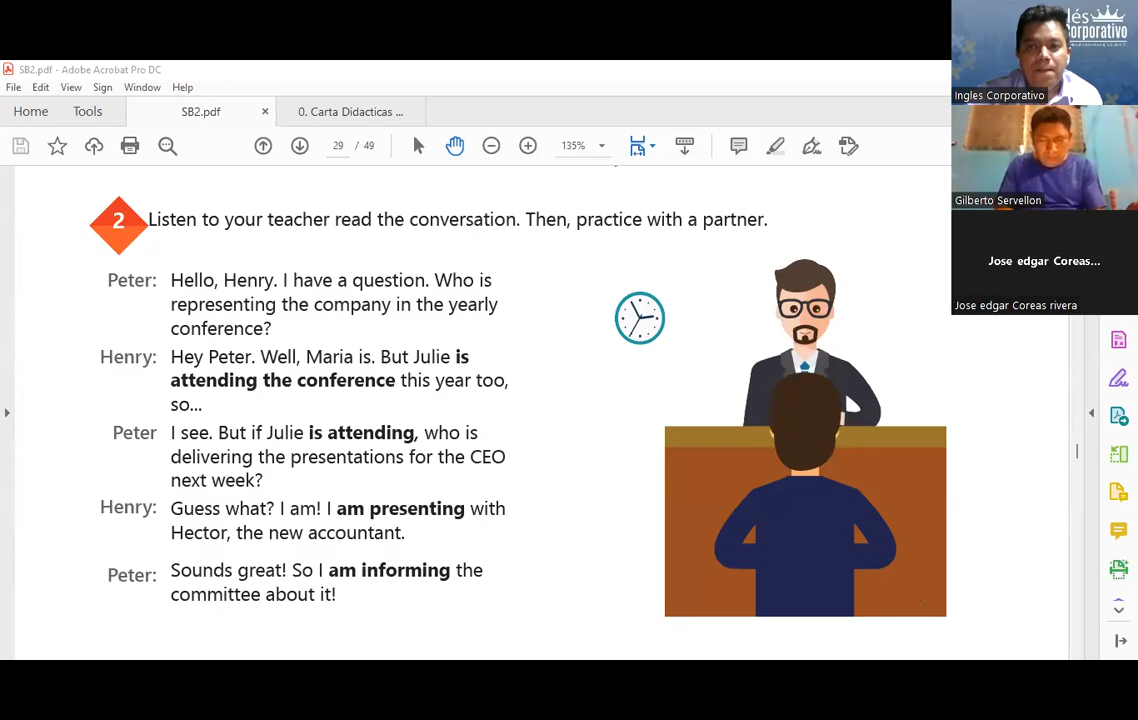 SB2.pdf - Adobe Acrobat Pro DC
File Edit View Sign Window Help
Home Tools SB2.pdf × 0. Carta Didacticas ...
29 / 49 135%
2 Listen to your teacher read the conversation. Then, practice with a partner.
Peter: Hello, Henry. I have a question. Who is
representing the company in the yearly
conference?
Henry: Hey Peter. Well, Maria is. But Julie is
attending the conference this year too,
so...
Peter I see. But if Julie is attending, who is
delivering the presentations for the CEO
next week?
Henry: Guess what? I am! I am presenting with
Hector, the new accountant.
Peter: Sounds great! So I am informing the
committee about it!
lés
Corporativo
Ingles Corporativo
Gilberto Servellon
Jose edgar Coreas...
Jose edgar Coreas rivera